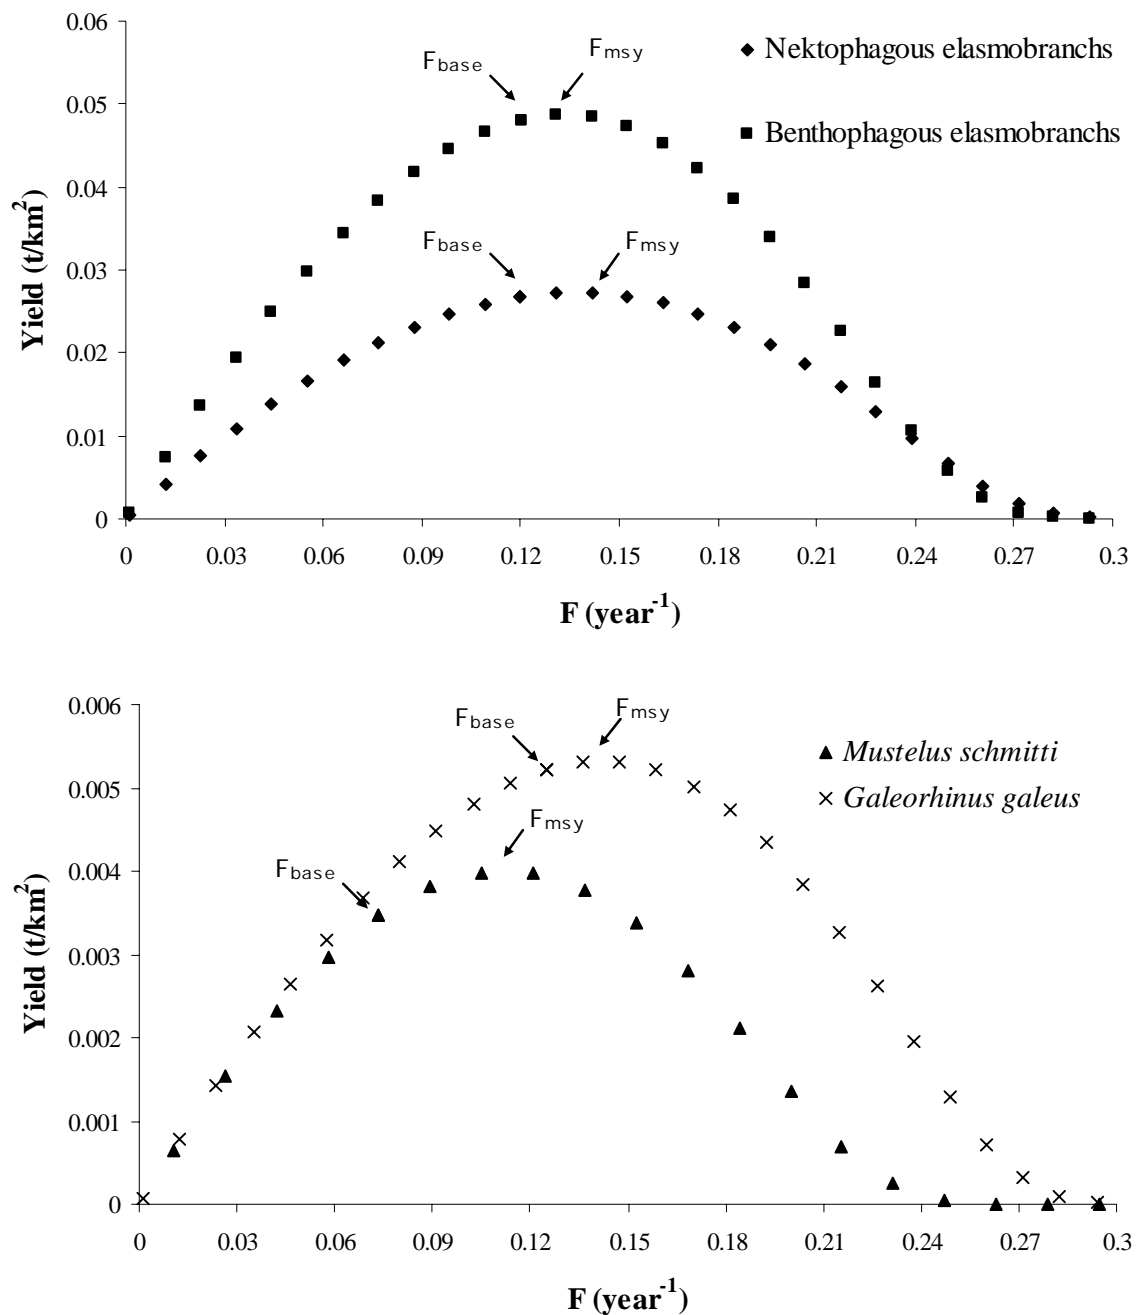 0.06
0.05
0.04
0.03
0.02
0.01
0
Yield (t/km²)
F_base
F_msy
F_base
F_msy
Nektophagous elasmobranchs
Benthophagous elasmobranchs
0 0.03 0.06 0.09 0.12 0.15 0.18 0.21 0.24 0.27 0.3
F (year⁻¹)
0.006
0.005
0.004
0.003
0.002
0.001
0
Yield (t/km²)
F_base
F_msy
F_base
F_msy
Mustelus schmitti
Galeorhinus galeus
0 0.03 0.06 0.09 0.12 0.15 0.18 0.21 0.24 0.27 0.3
F (year⁻¹)